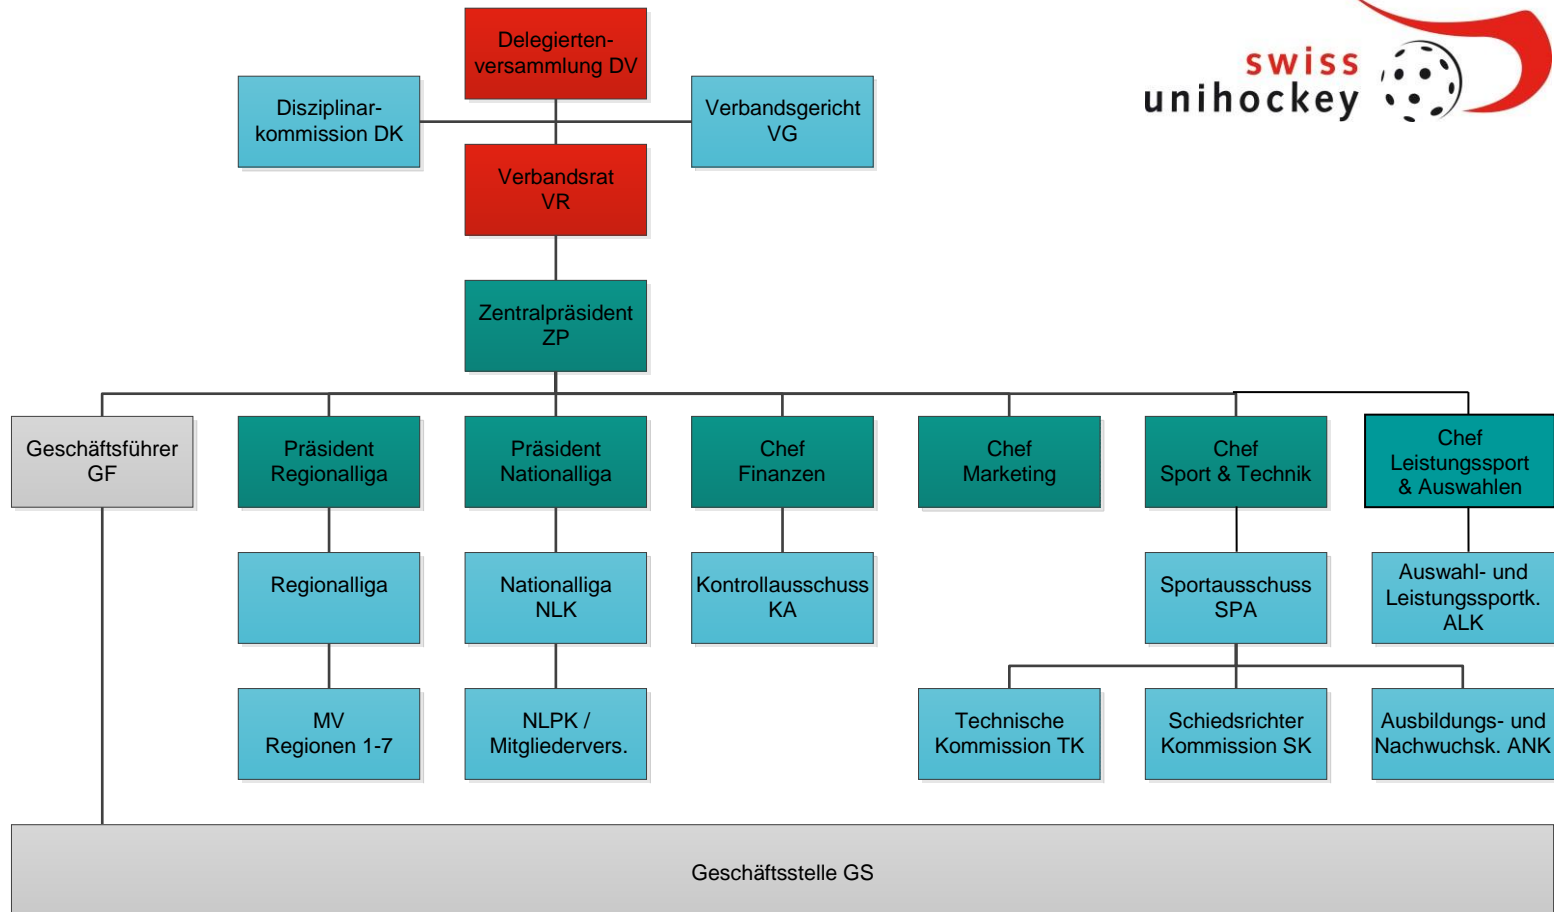 Delegierten-
versammlung DV
swiss
unihockey
Disziplinar-
kommission DK
Verbandsgericht
VG
Verbandsrat
VR
Zentralpräsident
ZP
Geschäftsführer
GF
Präsident
Regionalliga
Präsident
Nationalliga
Chef
Finanzen
Chef
Marketing
Chef
Sport & Technik
Chef
Leistungssport
& Auswahlen
Regionalliga
Nationalliga
NLK
Kontrollausschuss
KA
Sportausschuss
SPA
Auswahl- und
Leistungssportk.
ALK
MV
Regionen 1-7
NLPK /
Mitgliedervers.
Technische
Kommission TK
Schiedsrichter
Kommission SK
Ausbildungs- und
Nachwuchsk. ANK
Geschäftsstelle GS